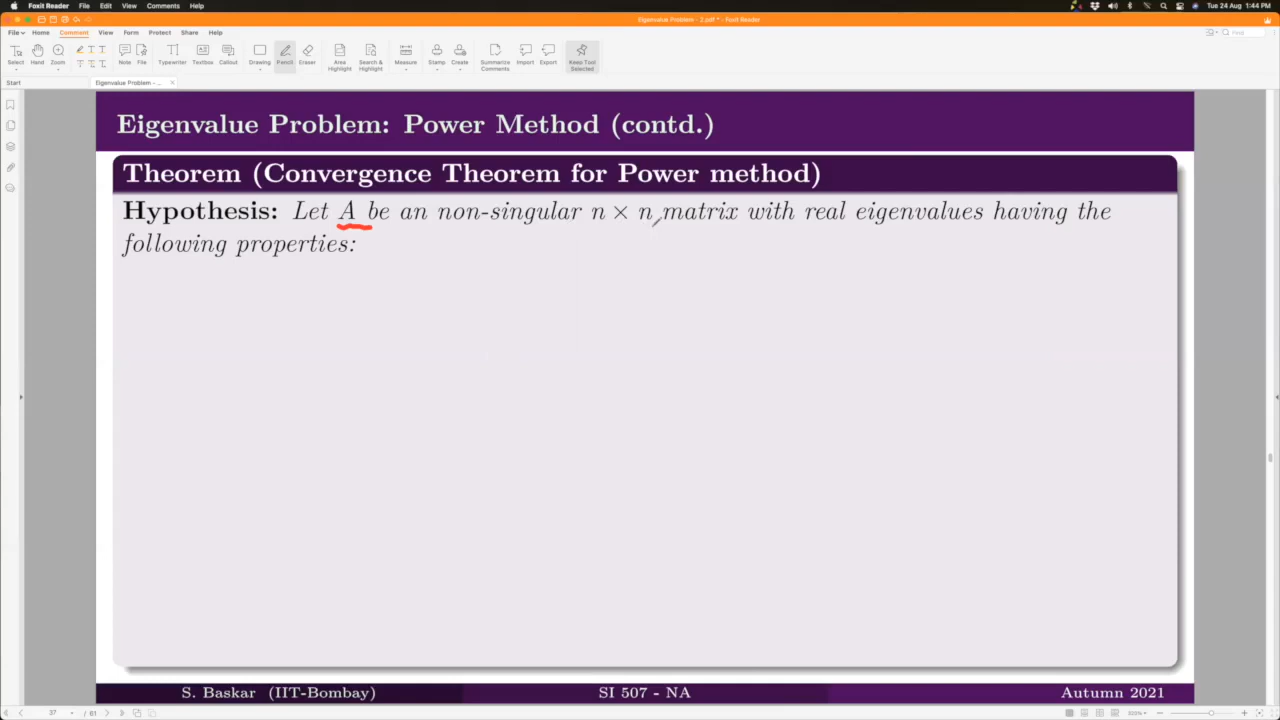 Foxit Reader File Edit View Comments Window Help Tue 24 Aug 1:44 PM
Eigenvalue Problem - 2.pdf * - Foxit Reader
File Home Comment View Form Protect Share Help Find
Select Hand Zoom Note File Typewriter Textbox Callout Drawing Pencil Eraser Area Highlight Search & Highlight Measure Stamp Create Summarize Comments Import Export Keep Tool Selected
Start Eigenvalue Problem - ...
Eigenvalue Problem: Power Method (contd.)
Theorem (Convergence Theorem for Power method)
Hypothesis: Let A be an non-singular n × n matrix with real eigenvalues having the
following properties:
S. Baskar (IIT-Bombay) SI 507 - NA Autumn 2021
37 / 61